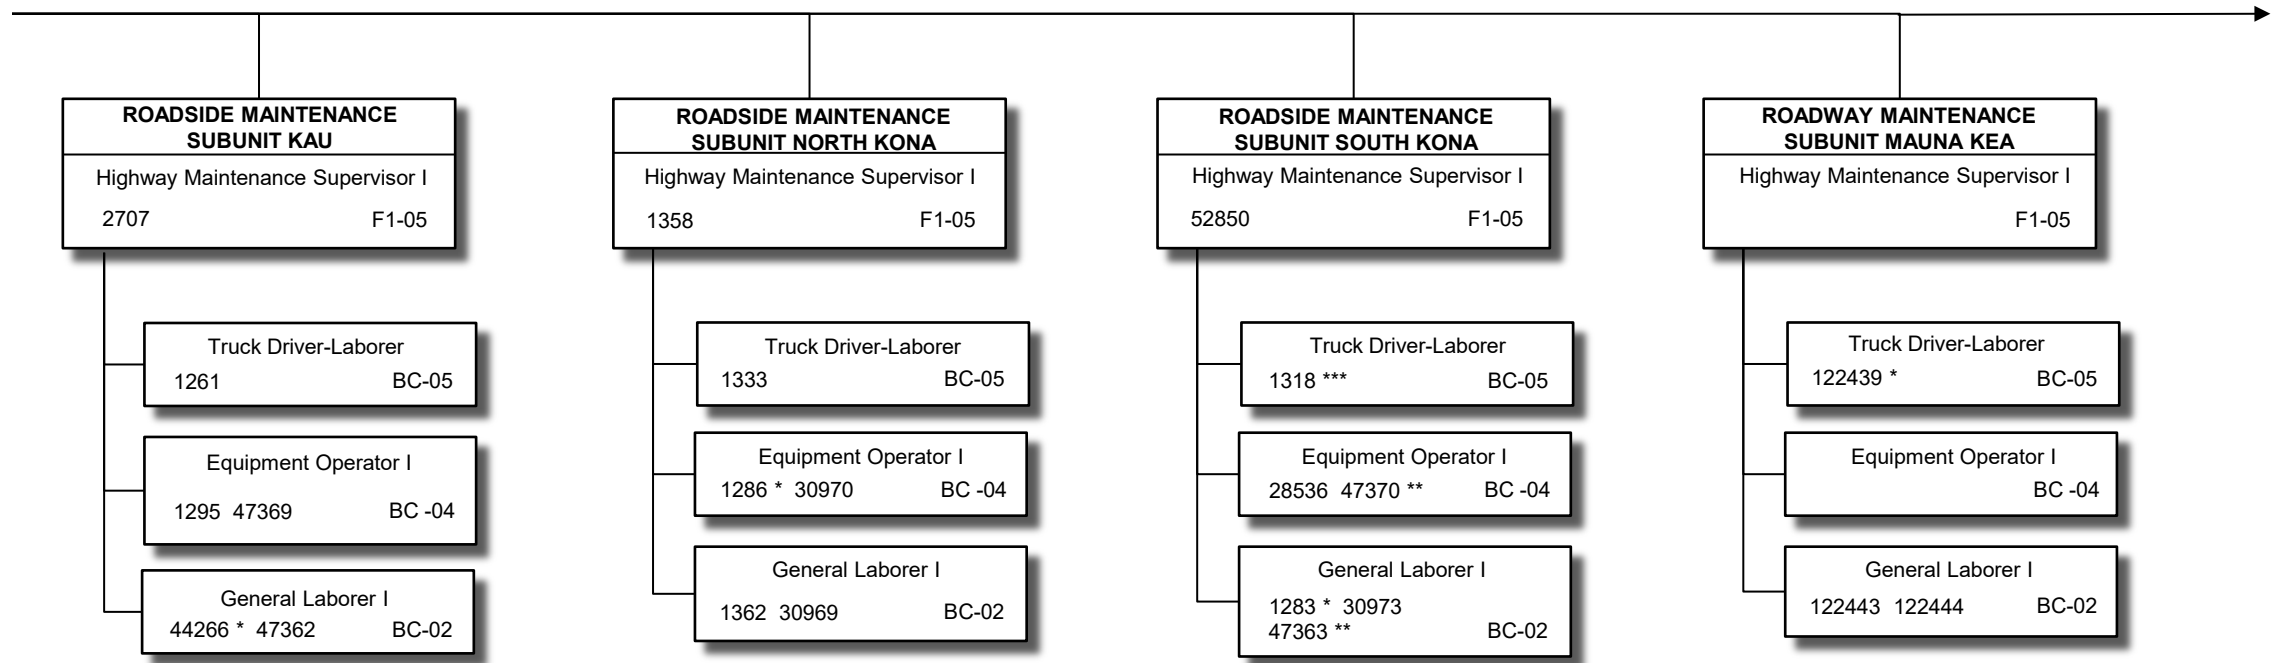 ROADSIDE MAINTENANCE
SUBUNIT KAU
Highway Maintenance Supervisor I
2707 F1-05
Truck Driver-Laborer
1261 BC-05
Equipment Operator I
1295 47369 BC -04
General Laborer I
44266 * 47362 BC-02
ROADSIDE MAINTENANCE
SUBUNIT NORTH KONA
Highway Maintenance Supervisor I
1358 F1-05
Truck Driver-Laborer
1333 BC-05
Equipment Operator I
1286 * 30970 BC -04
General Laborer I
1362 30969 BC-02
ROADSIDE MAINTENANCE
SUBUNIT SOUTH KONA
Highway Maintenance Supervisor I
52850 F1-05
Truck Driver-Laborer
1318 *** BC-05
Equipment Operator I
28536 47370 ** BC -04
General Laborer I
1283 * 30973
47363 ** BC-02
ROADWAY MAINTENANCE
SUBUNIT MAUNA KEA
Highway Maintenance Supervisor I
F1-05
Truck Driver-Laborer
122439 * BC-05
Equipment Operator I
BC -04
General Laborer I
122443 122444 BC-02